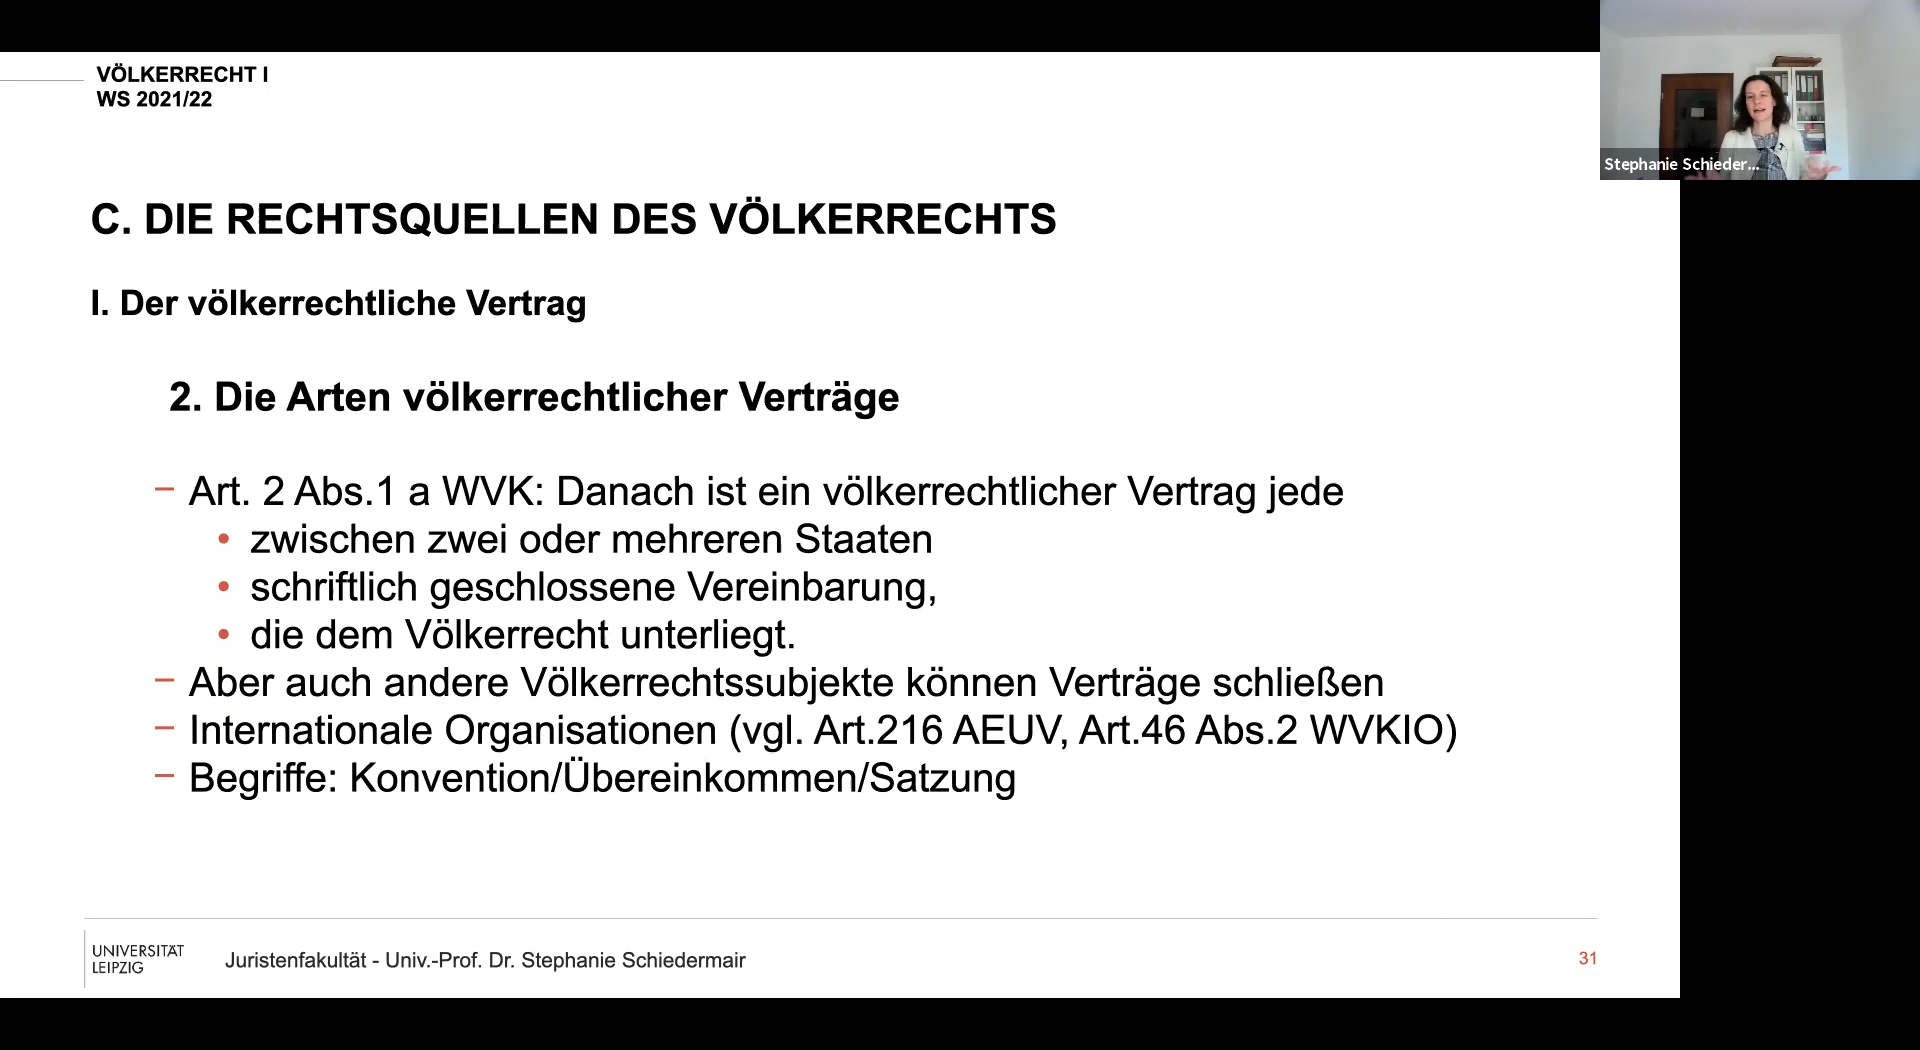 VÖLKERRECHT I
WS 2021/22
Stephanie Schieder...
C. DIE RECHTSQUELLEN DES VÖLKERRECHTS
I. Der völkerrechtliche Vertrag
2. Die Arten völkerrechtlicher Verträge
– Art. 2 Abs.1 a WVK: Danach ist ein völkerrechtlicher Vertrag jede
• zwischen zwei oder mehreren Staaten
• schriftlich geschlossene Vereinbarung,
• die dem Völkerrecht unterliegt.
– Aber auch andere Völkerrechtssubjekte können Verträge schließen
– Internationale Organisationen (vgl. Art.216 AEUV, Art.46 Abs.2 WVKIO)
– Begriffe: Konvention/Übereinkommen/Satzung
UNIVERSITÄT
LEIPZIG
Juristenfakultät - Univ.-Prof. Dr. Stephanie Schiedermair
31